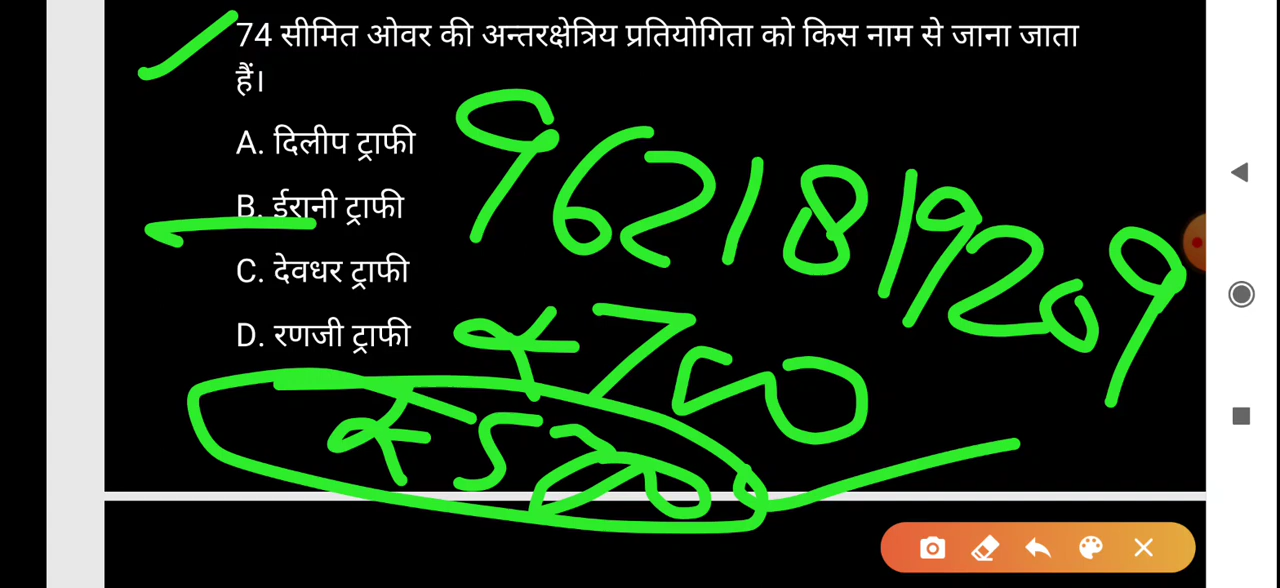 74 सीमित ओवर की अन्तरक्षेत्रिय प्रतियोगिता को किस नाम से जाना जाता
हैं।
A. दिलीप ट्राफी
9621819209
B. ईरानी ट्राफी
C. देवधर ट्राफी
D. रणजी ट्राफी
₹700
₹500